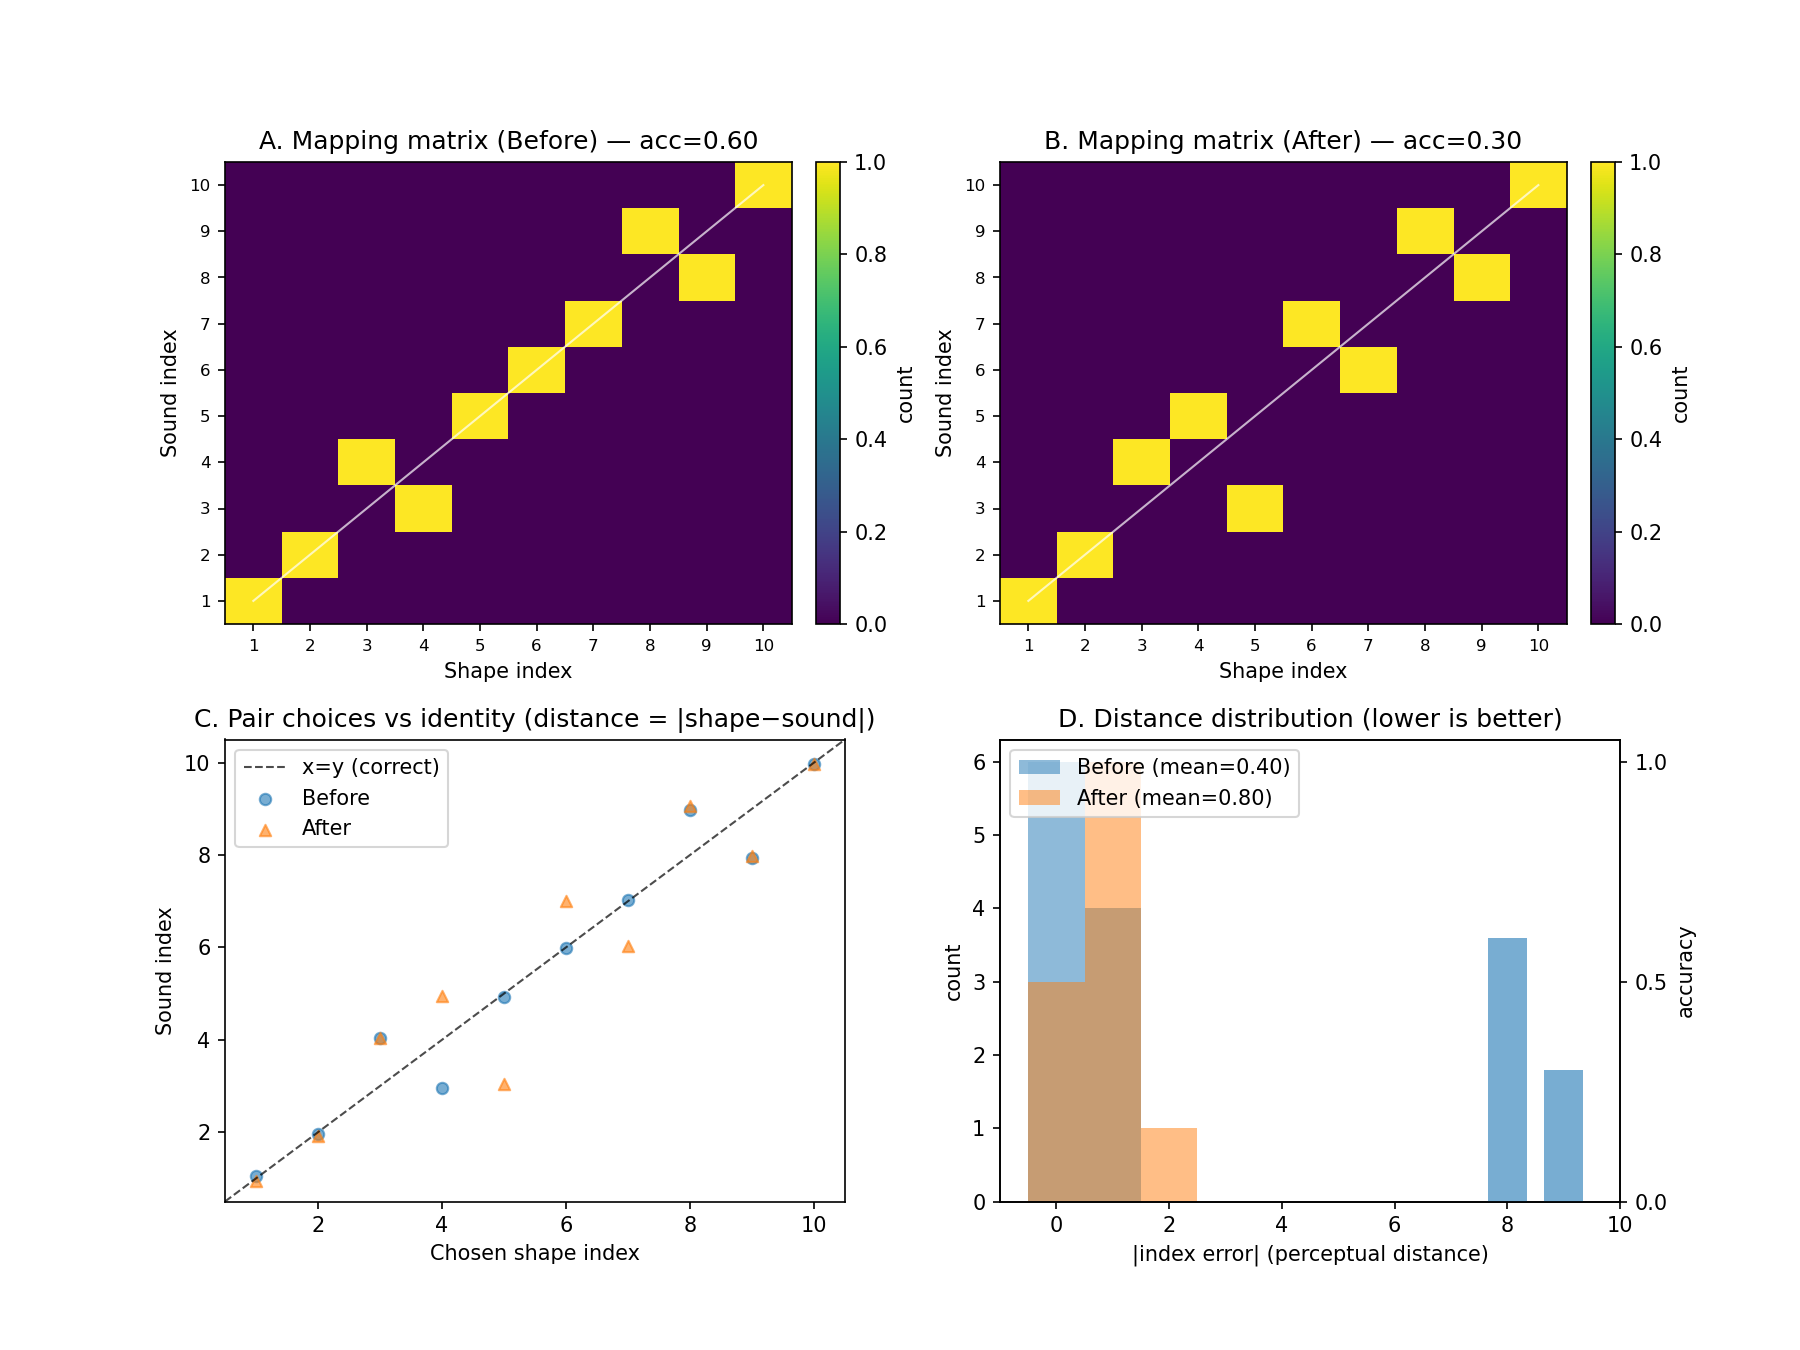 A. Mapping matrix (Before) — acc=0.60
10
9
8
7
6
5
4
3
2
1
Sound index
1 2 3 4 5 6 7 8 9 10
Shape index
1.0
0.8
0.6
0.4
0.2
0.0
count
B. Mapping matrix (After) — acc=0.30
10
9
8
7
6
5
4
3
2
1
Sound index
1 2 3 4 5 6 7 8 9 10
Shape index
1.0
0.8
0.6
0.4
0.2
0.0
count
C. Pair choices vs identity (distance = |shape−sound|)
x=y (correct)
Before
After
10
8
6
4
2
Sound index
2 4 6 8 10
Chosen shape index
D. Distance distribution (lower is better)
Before (mean=0.40)
After (mean=0.80)
6
5
4
3
2
1
0
count
0 2 4 6 8 10
|index error| (perceptual distance)
1.0
0.5
0.0
accuracy